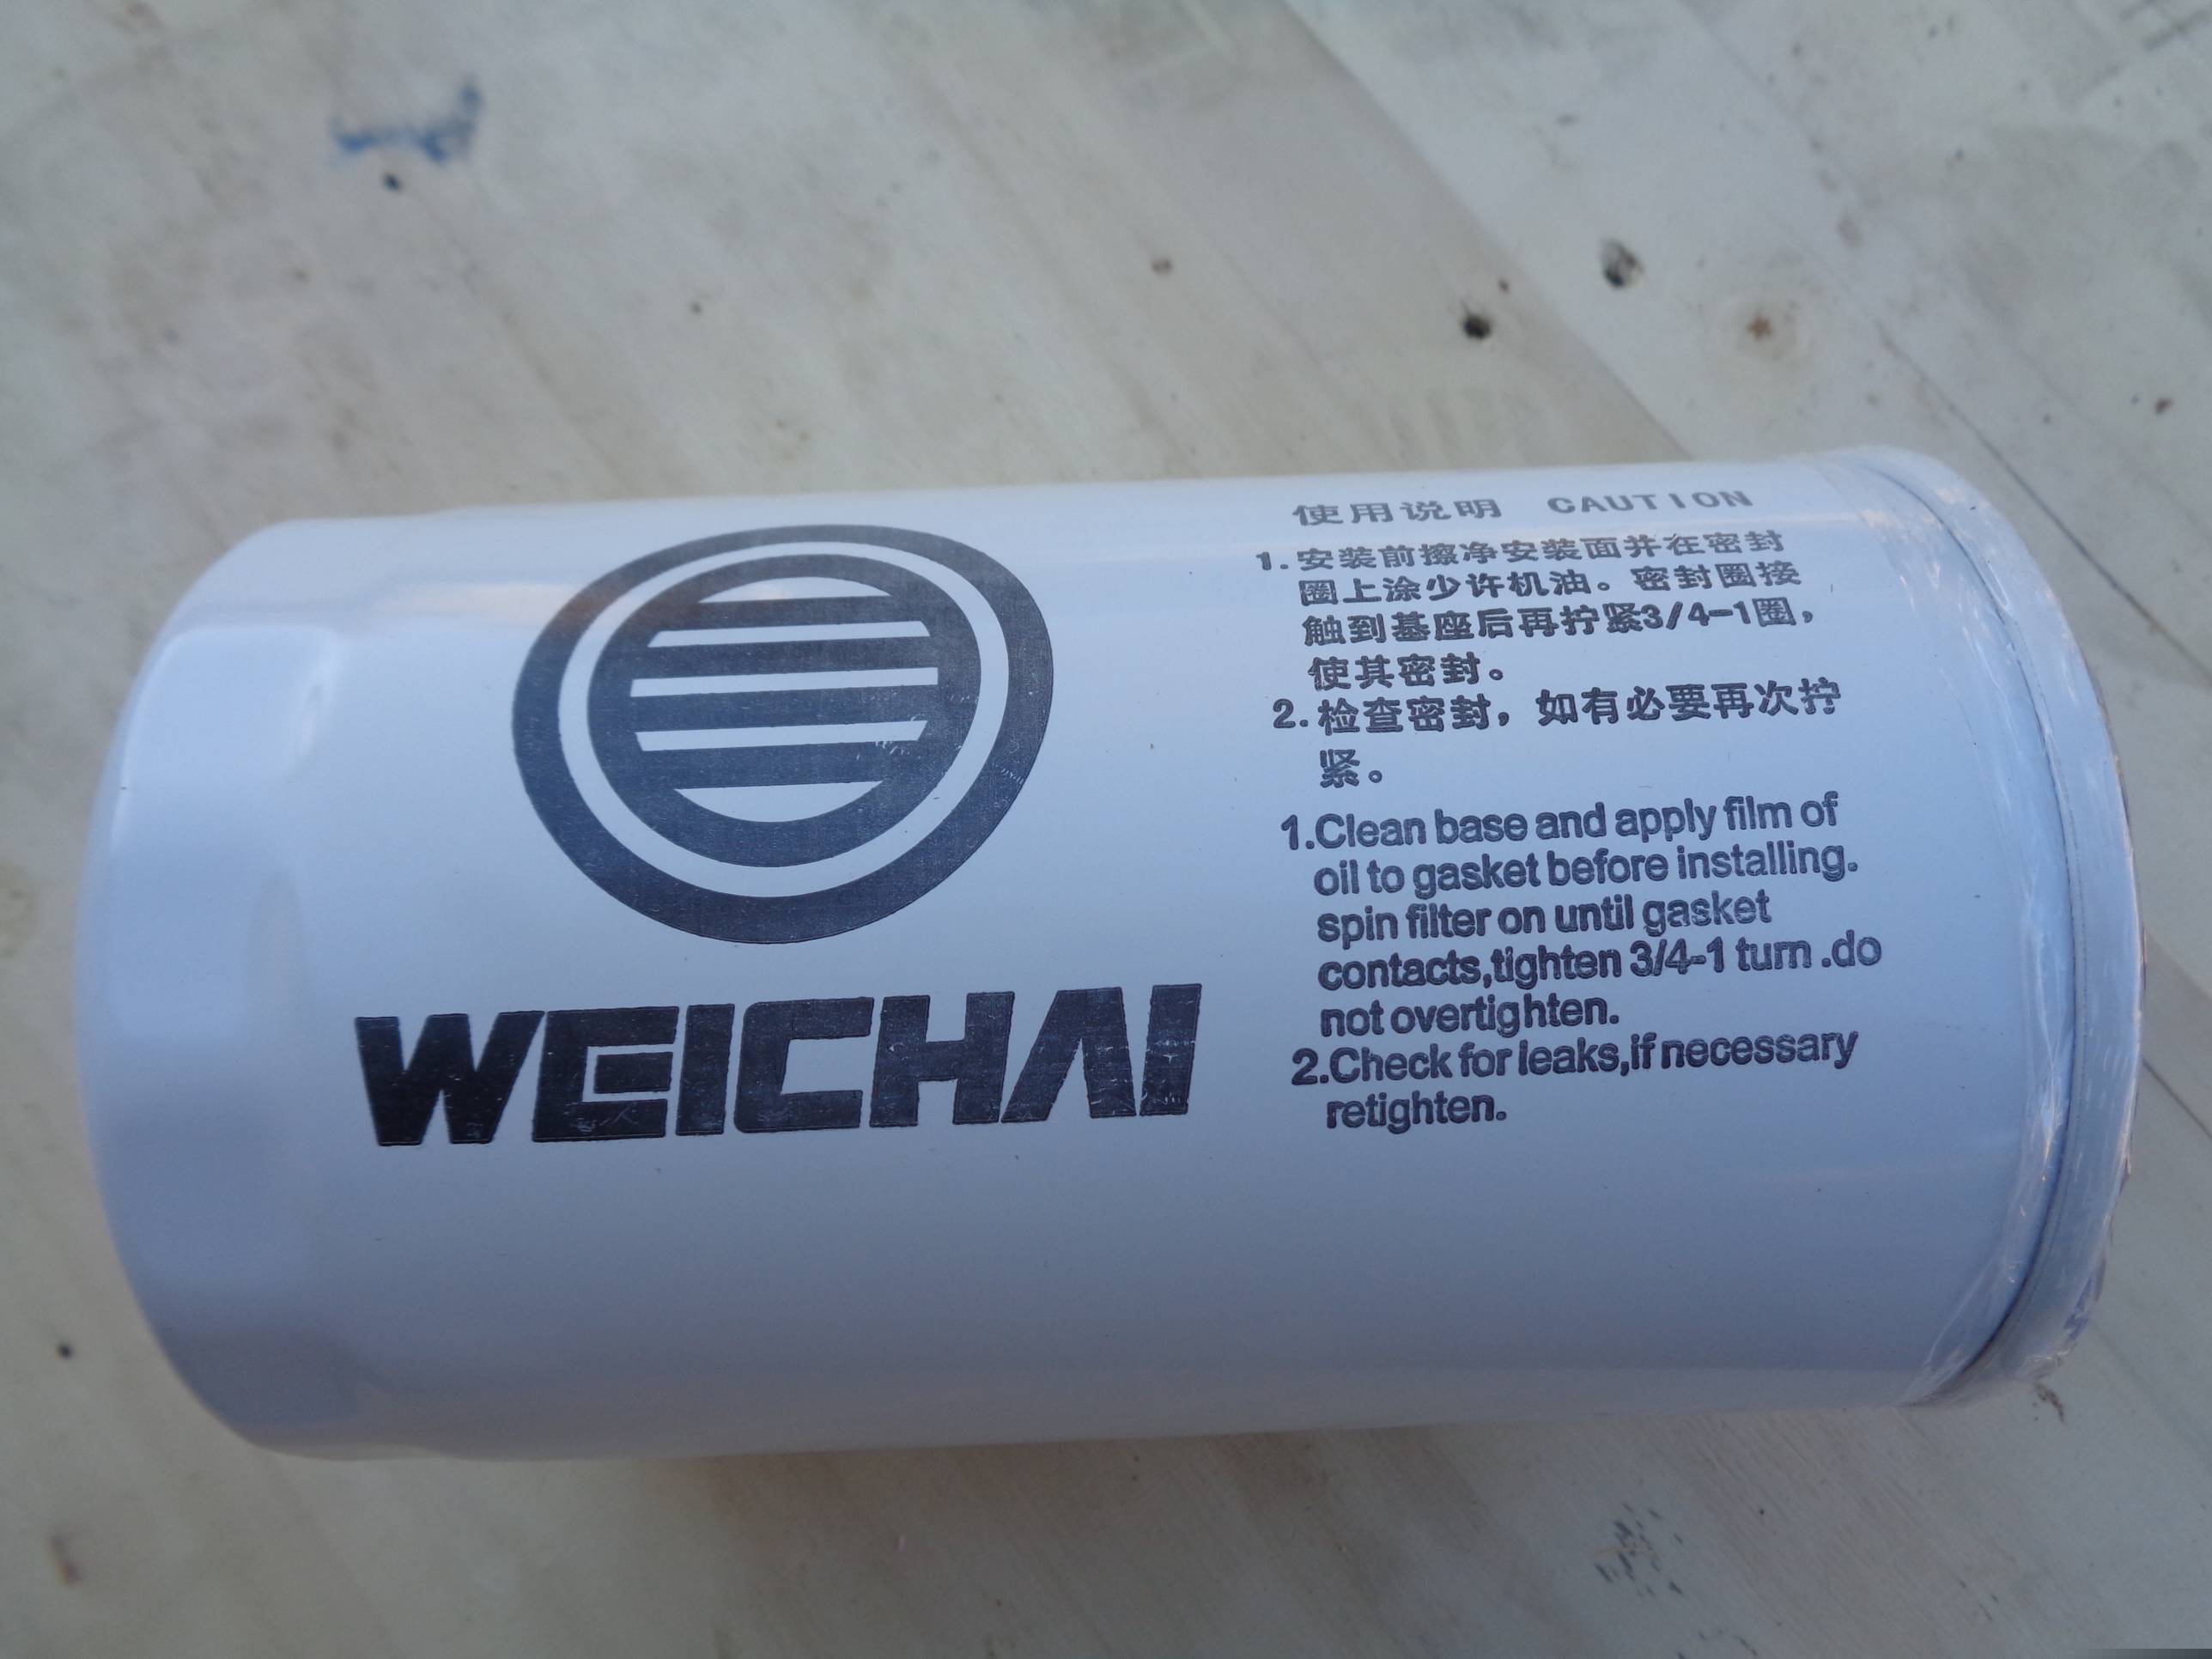 使用说明 CAUTION
1.安装前擦净安装面并在密封
圈上涂少许机油。密封圈接
触到基座后再拧紧3/4-1圈，
使其密封。
2.检查密封，如有必要再次拧
紧。
1.Clean base and apply film of
oil to gasket before installing.
spin filter on until gasket
contacts,tighten 3/4-1 turn .do
not overtighten.
2.Check for leaks,if necessary
retighten.
WEICHAI